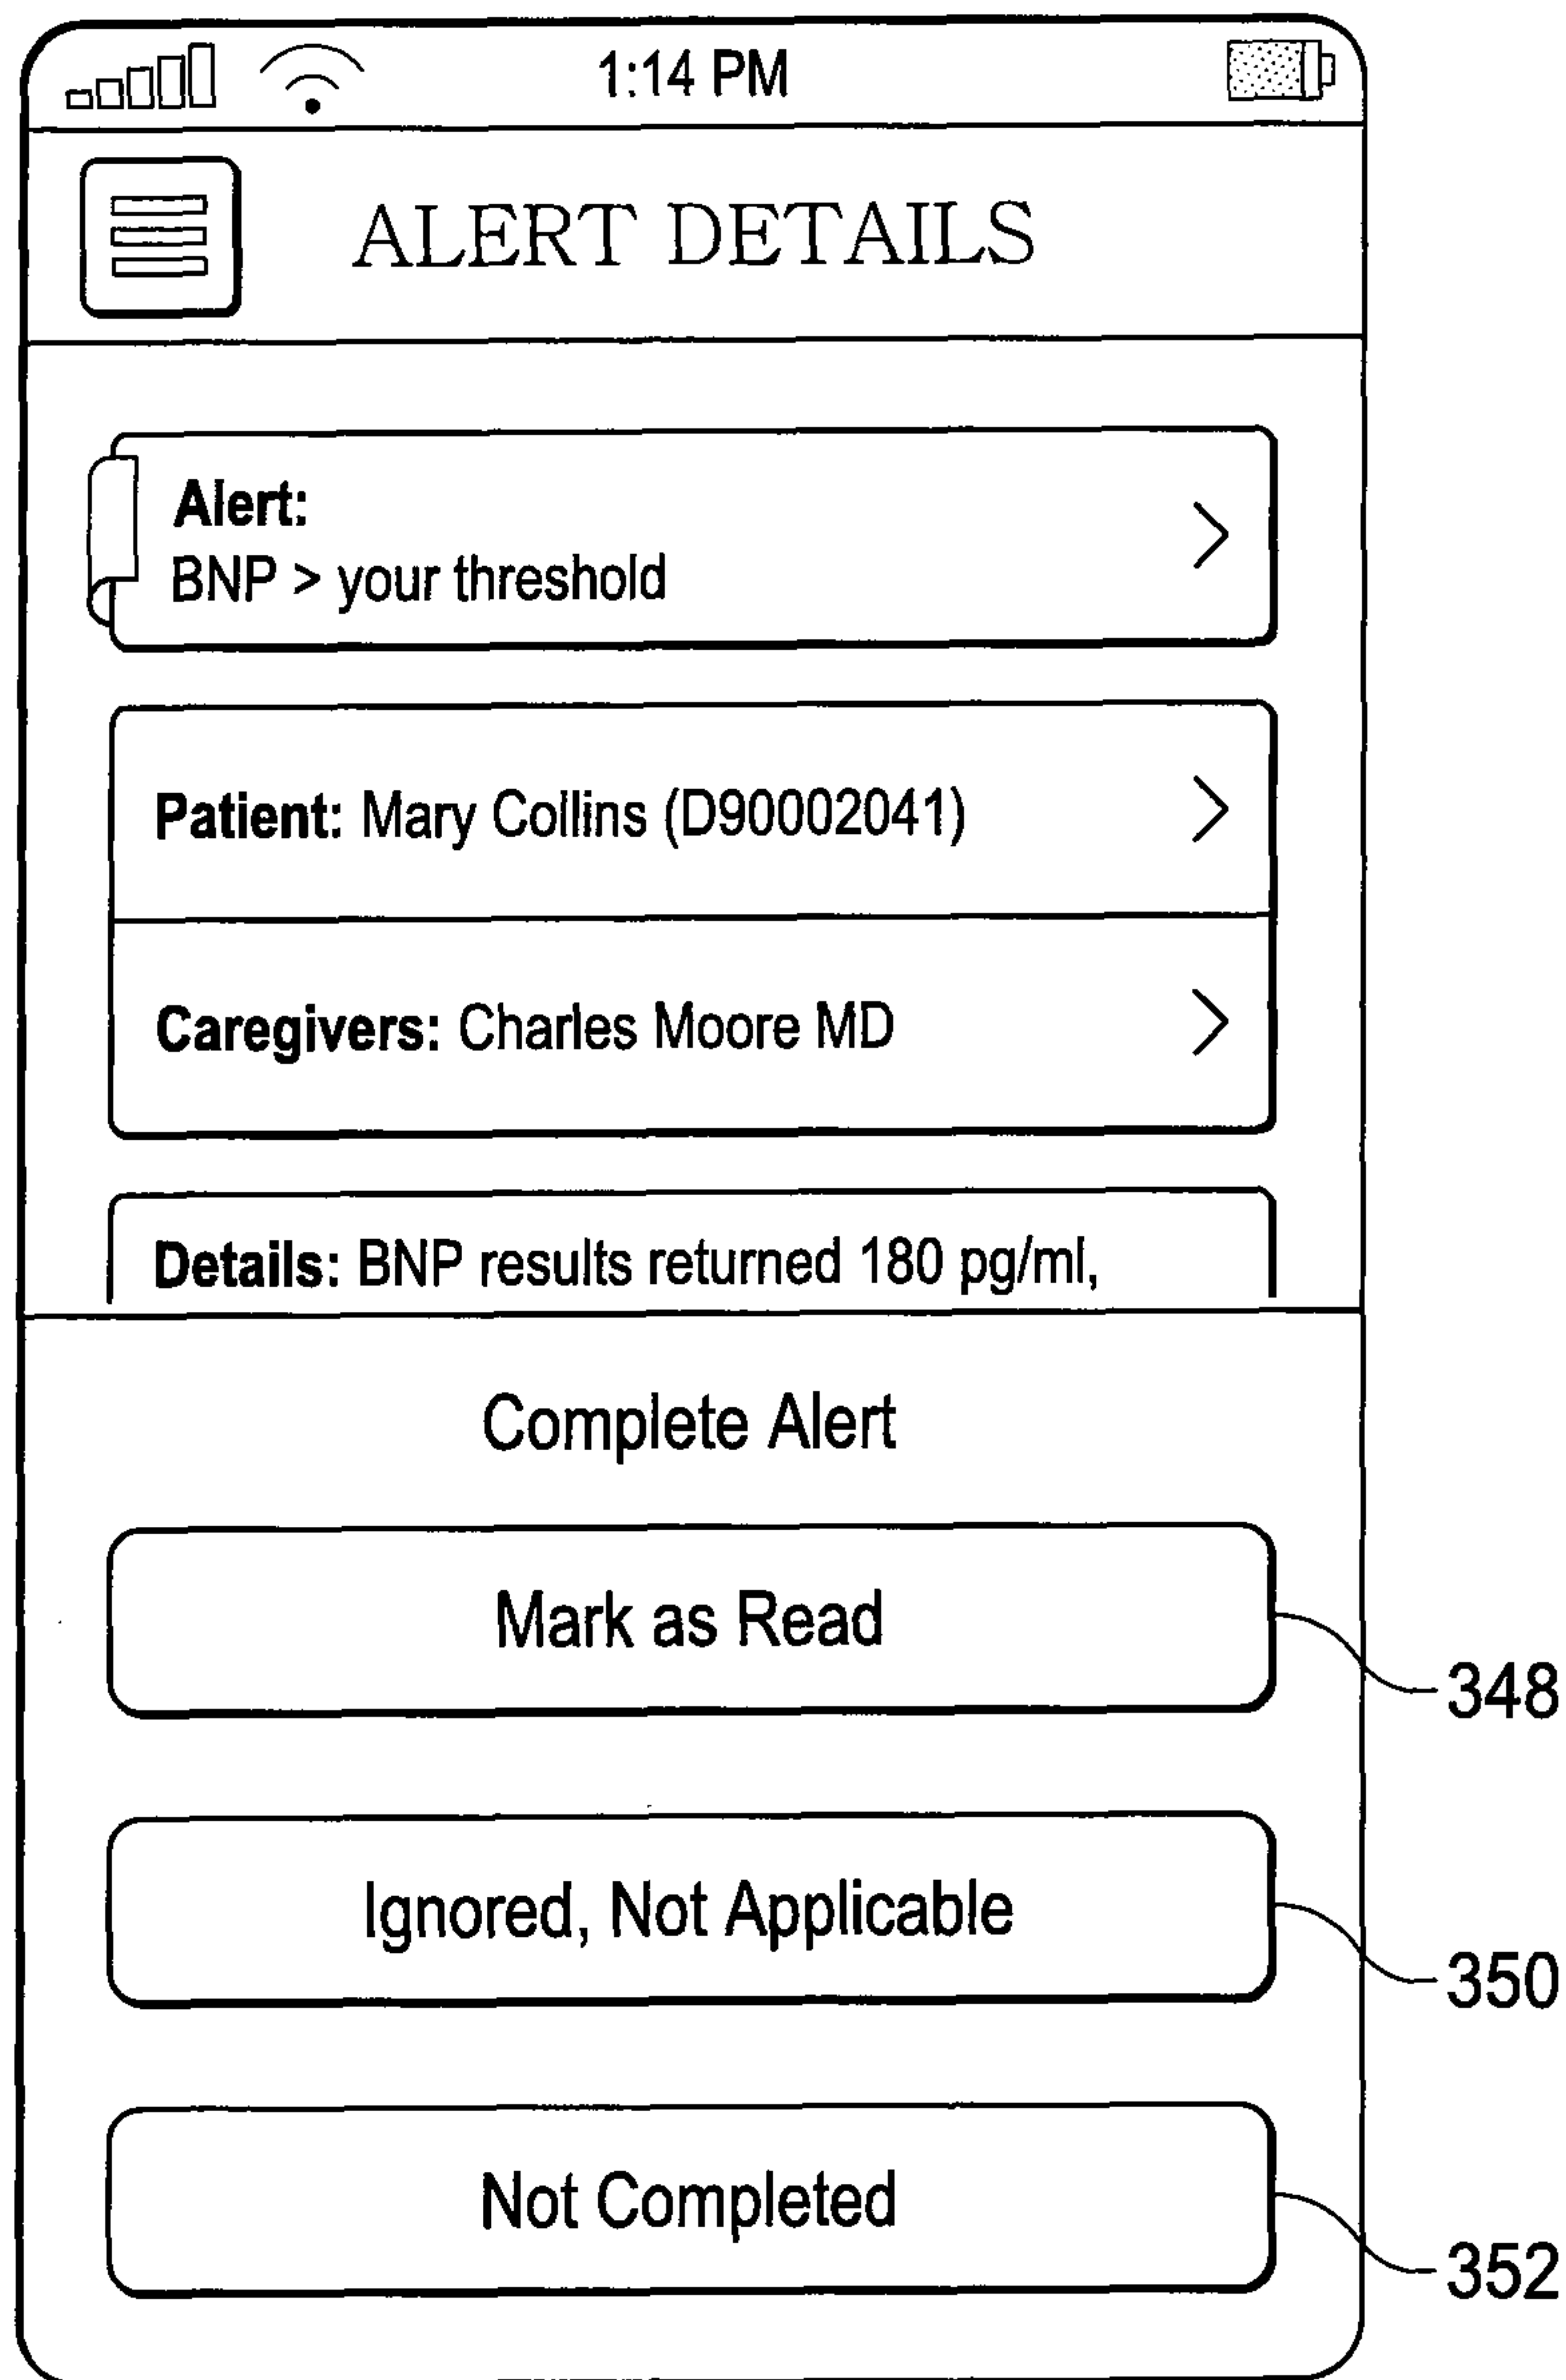 1:14 PM
ALERT DETAILS
Alert:
BNP > your threshold
Patient: Mary Collins (D90002041)
Caregivers: Charles Moore MD
Details: BNP results returned 180 pg/ml,
Complete Alert
Mark as Read
348
Ignored, Not Applicable
350
Not Completed
352